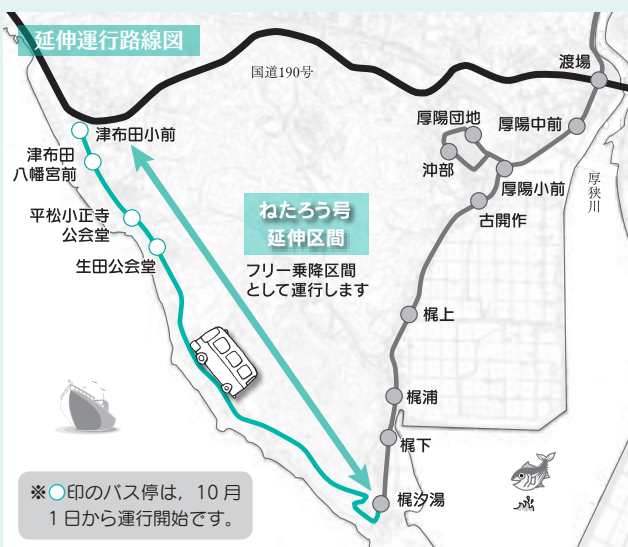 延伸運行路線図
国道190号
渡場
厚陽団地
厚陽中前
沖部
厚陽小前
厚狭川
古開作
津布田小前
津布田
八幡宮前
平松小正寺
公会堂
生田公会堂
ねたろう号
延伸区間
フリー乗降区間
として運行します
梶上
梶浦
梶下
梶汐湯
※○印のバス停は，10月
1日から運行開始です。